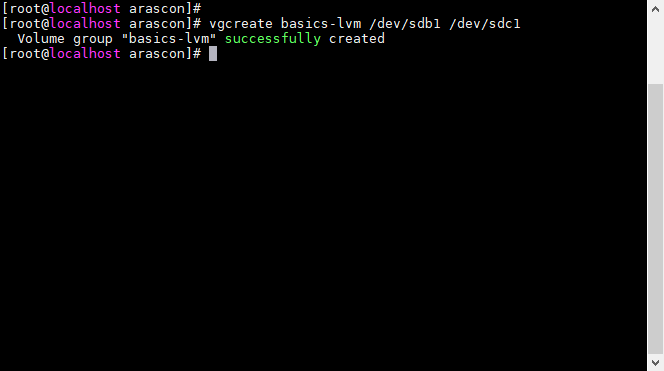 [root@localhost arascon]#
[root@localhost arascon]# vgcreate basics-lvm /dev/sdb1 /dev/sdc1
  Volume group "basics-lvm" successfully created
[root@localhost arascon]#